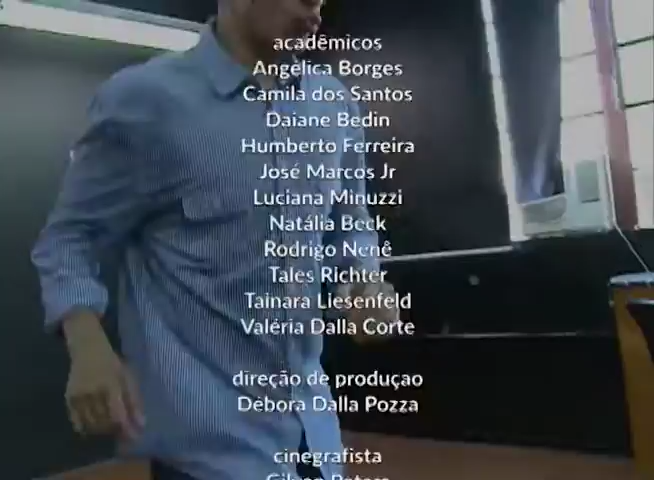 acadêmicos
Angélica Borges
Camila dos Santos
Daiane Bedin
Humberto Ferreira
José Marcos Jr
Luciana Minuzzi
Natália Beck
Rodrigo Nenê
Tales Richter
Tainara Liesenfeld
Valéria Dalla Corte
direção de produçao
Débora Dalla Pozza
cinegrafista